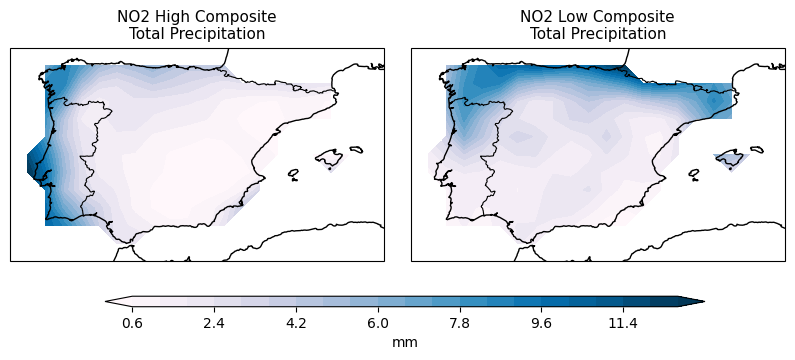 NO2 High Composite
Total Precipitation
NO2 Low Composite
Total Precipitation
0.6 2.4 4.2 6.0 7.8 9.6 11.4
mm